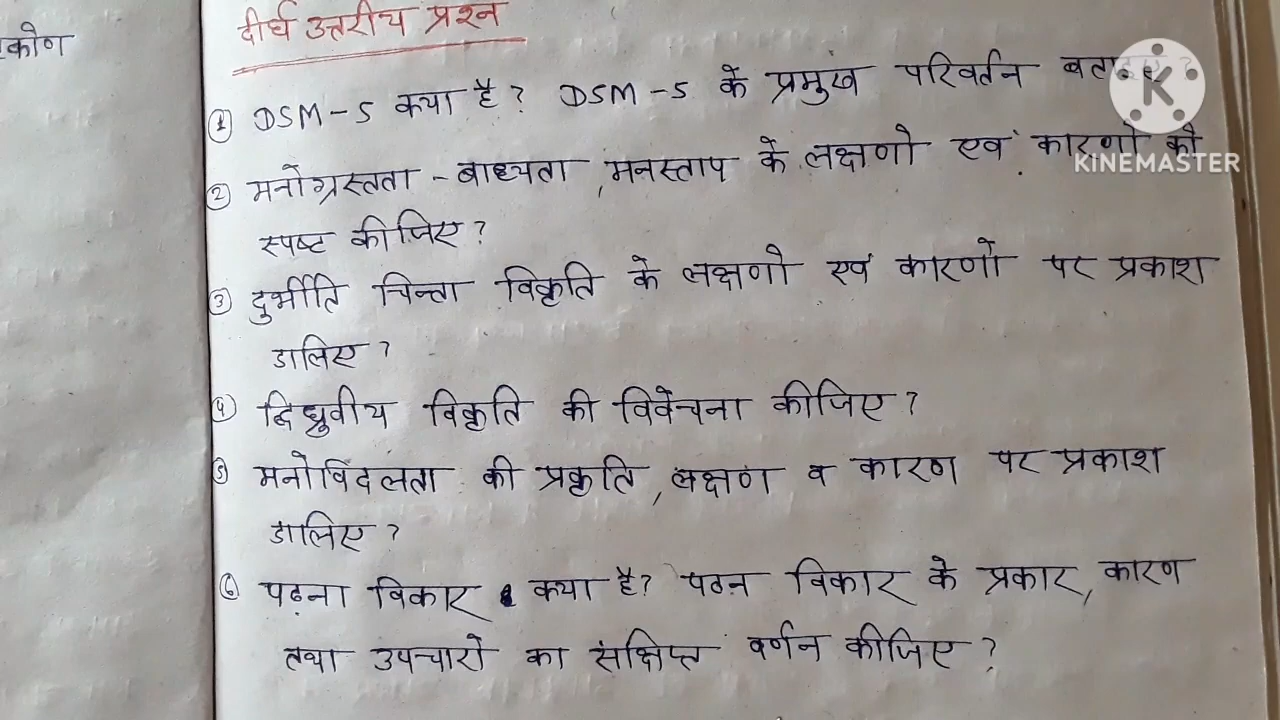 कोण
दीर्घ उत्तरीय प्रश्न
① DSM-5 क्या है? DSM-5 के प्रमुख परिवर्तन
② मनोग्रस्तता - बाध्यता, मनस्ताप के लक्षणो एवं कारणो को
स्पष्ट कीजिए?
③ दुर्भीति चिन्ता विकृति के लक्षणो एवं कारणों पर प्रकाश
डालिए?
④ द्विध्रुवीय विकृति की विवेचना कीजिए?
⑤ मनोविदलता की प्रकृति, लक्षण व कारण पर प्रकाश
डालिए?
⑥ पढ़ना विकार क्या है? पठन विकार के प्रकार, कारण
तथा उपचारो का संक्षिप्त वर्णन कीजिए?
K
KINEMASTER